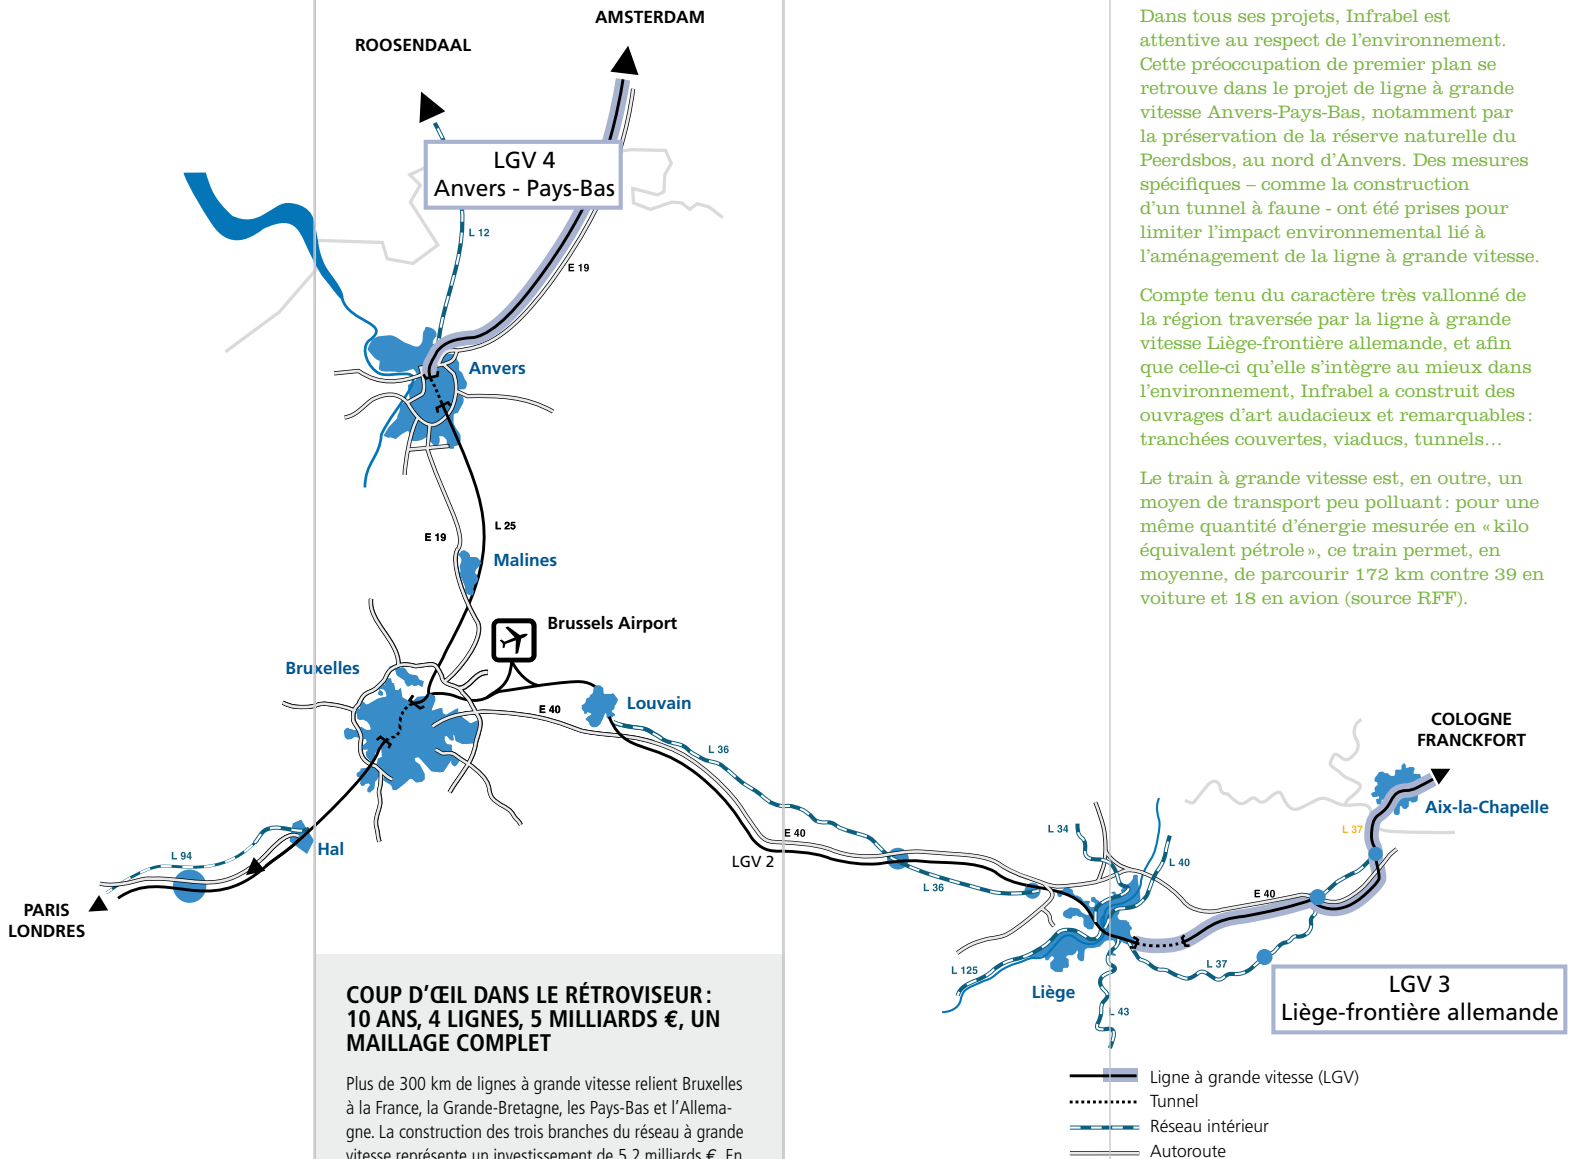 AMSTERDAM
ROOSENDAAL
LGV 4
Anvers - Pays-Bas
L 12
E 19
Anvers
L 25
E 19
Malines
Brussels Airport
Bruxelles
Louvain
E 40
L 36
E 40
LGV 2
Hal
L 94
PARIS
LONDRES
L 36
L 34
L 40
L 125
Liège
L 43
L 37
E 40
L 37
COLOGNE
FRANCKFORT
Aix-la-Chapelle
LGV 3
Liège-frontière allemande
Ligne à grande vitesse (LGV)
Tunnel
Réseau intérieur
Autoroute
Dans tous ses projets, Infrabel est
attentive au respect de l’environnement.
Cette préoccupation de premier plan se
retrouve dans le projet de ligne à grande
vitesse Anvers-Pays-Bas, notamment par
la préservation de la réserve naturelle du
Peerdsbos, au nord d’Anvers. Des mesures
spécifiques – comme la construction
d’un tunnel à faune - ont été prises pour
limiter l’impact environnemental lié à
l’aménagement de la ligne à grande vitesse.
Compte tenu du caractère très vallonné de
la région traversée par la ligne à grande
vitesse Liège-frontière allemande, et afin
que celle-ci qu’elle s’intègre au mieux dans
l’environnement, Infrabel a construit des
ouvrages d’art audacieux et remarquables :
tranchées couvertes, viaducs, tunnels…
Le train à grande vitesse est, en outre, un
moyen de transport peu polluant : pour une
même quantité d’énergie mesurée en « kilo
équivalent pétrole », ce train permet, en
moyenne, de parcourir 172 km contre 39 en
voiture et 18 en avion (source RFF).
COUP D’ŒIL DANS LE RÉTROVISEUR :
10 ANS, 4 LIGNES, 5 MILLIARDS €, UN
MAILLAGE COMPLET
Plus de 300 km de lignes à grande vitesse relient Bruxelles
à la France, la Grande-Bretagne, les Pays-Bas et l’Allema-
gne. La construction des trois branches du réseau à grande
vitesse représente un investissement de 5,2 milliards €. En